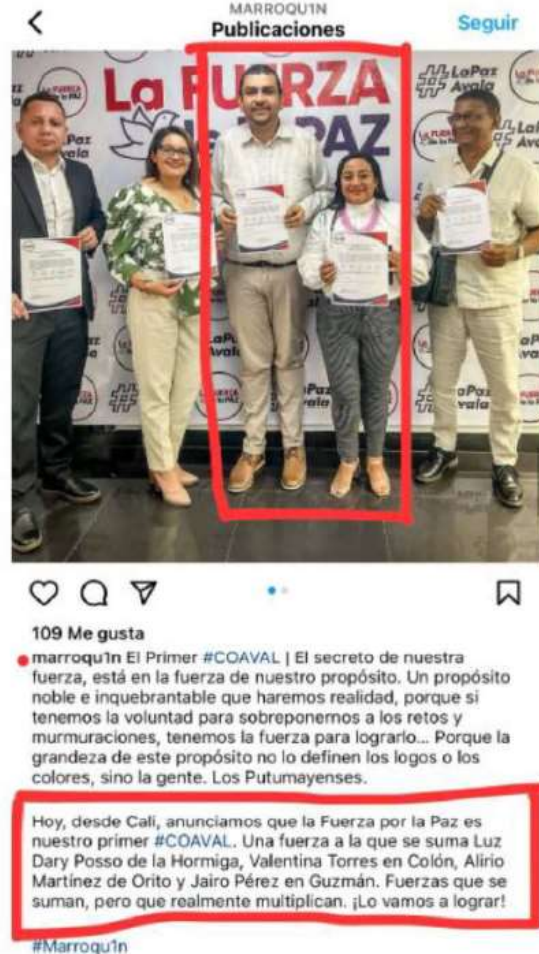 MARROQU1N
Publicaciones
Seguir
La FUERZA
de la PAZ
#LaPaz
Avala
109 Me gusta
marroqu1n El Primer #COAVAL | El secreto de nuestra
fuerza, está en la fuerza de nuestro propósito. Un propósito
noble e inquebrantable que haremos realidad, porque si
tenemos la voluntad para sobreponernos a los retos y
murmuraciones, tenemos la fuerza para lograrlo... Porque la
grandeza de este propósito no lo definen los logos o los
colores, sino la gente. Los Putumayenses.
Hoy, desde Cali, anunciamos que la Fuerza por la Paz es
nuestro primer #COAVAL. Una fuerza a la que se suma Luz
Dary Posso de la Hormiga, Valentina Torres en Colón, Alirio
Martínez de Orito y Jairo Pérez en Guzmán. Fuerzas que se
suman, pero que realmente multiplican. ¡Lo vamos a lograr!
#Marroqu1n